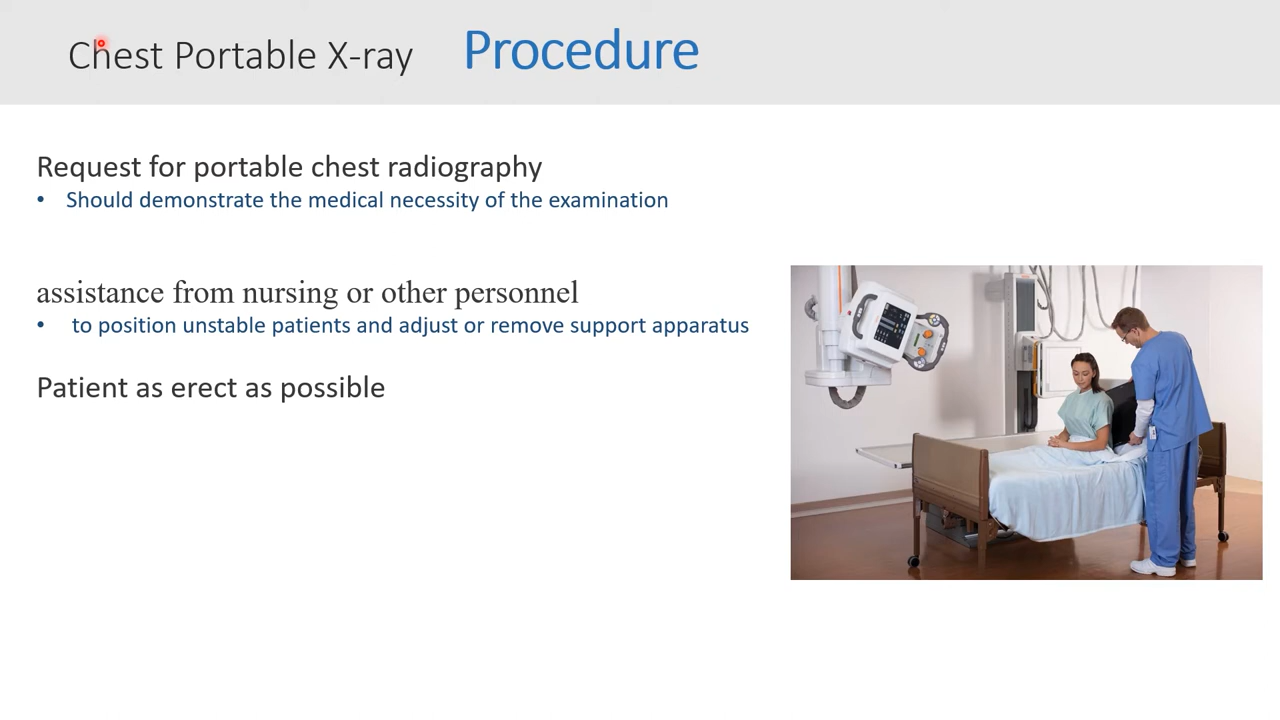 Chest Portable X-ray Procedure
Request for portable chest radiography
• Should demonstrate the medical necessity of the examination
assistance from nursing or other personnel
• to position unstable patients and adjust or remove support apparatus
Patient as erect as possible